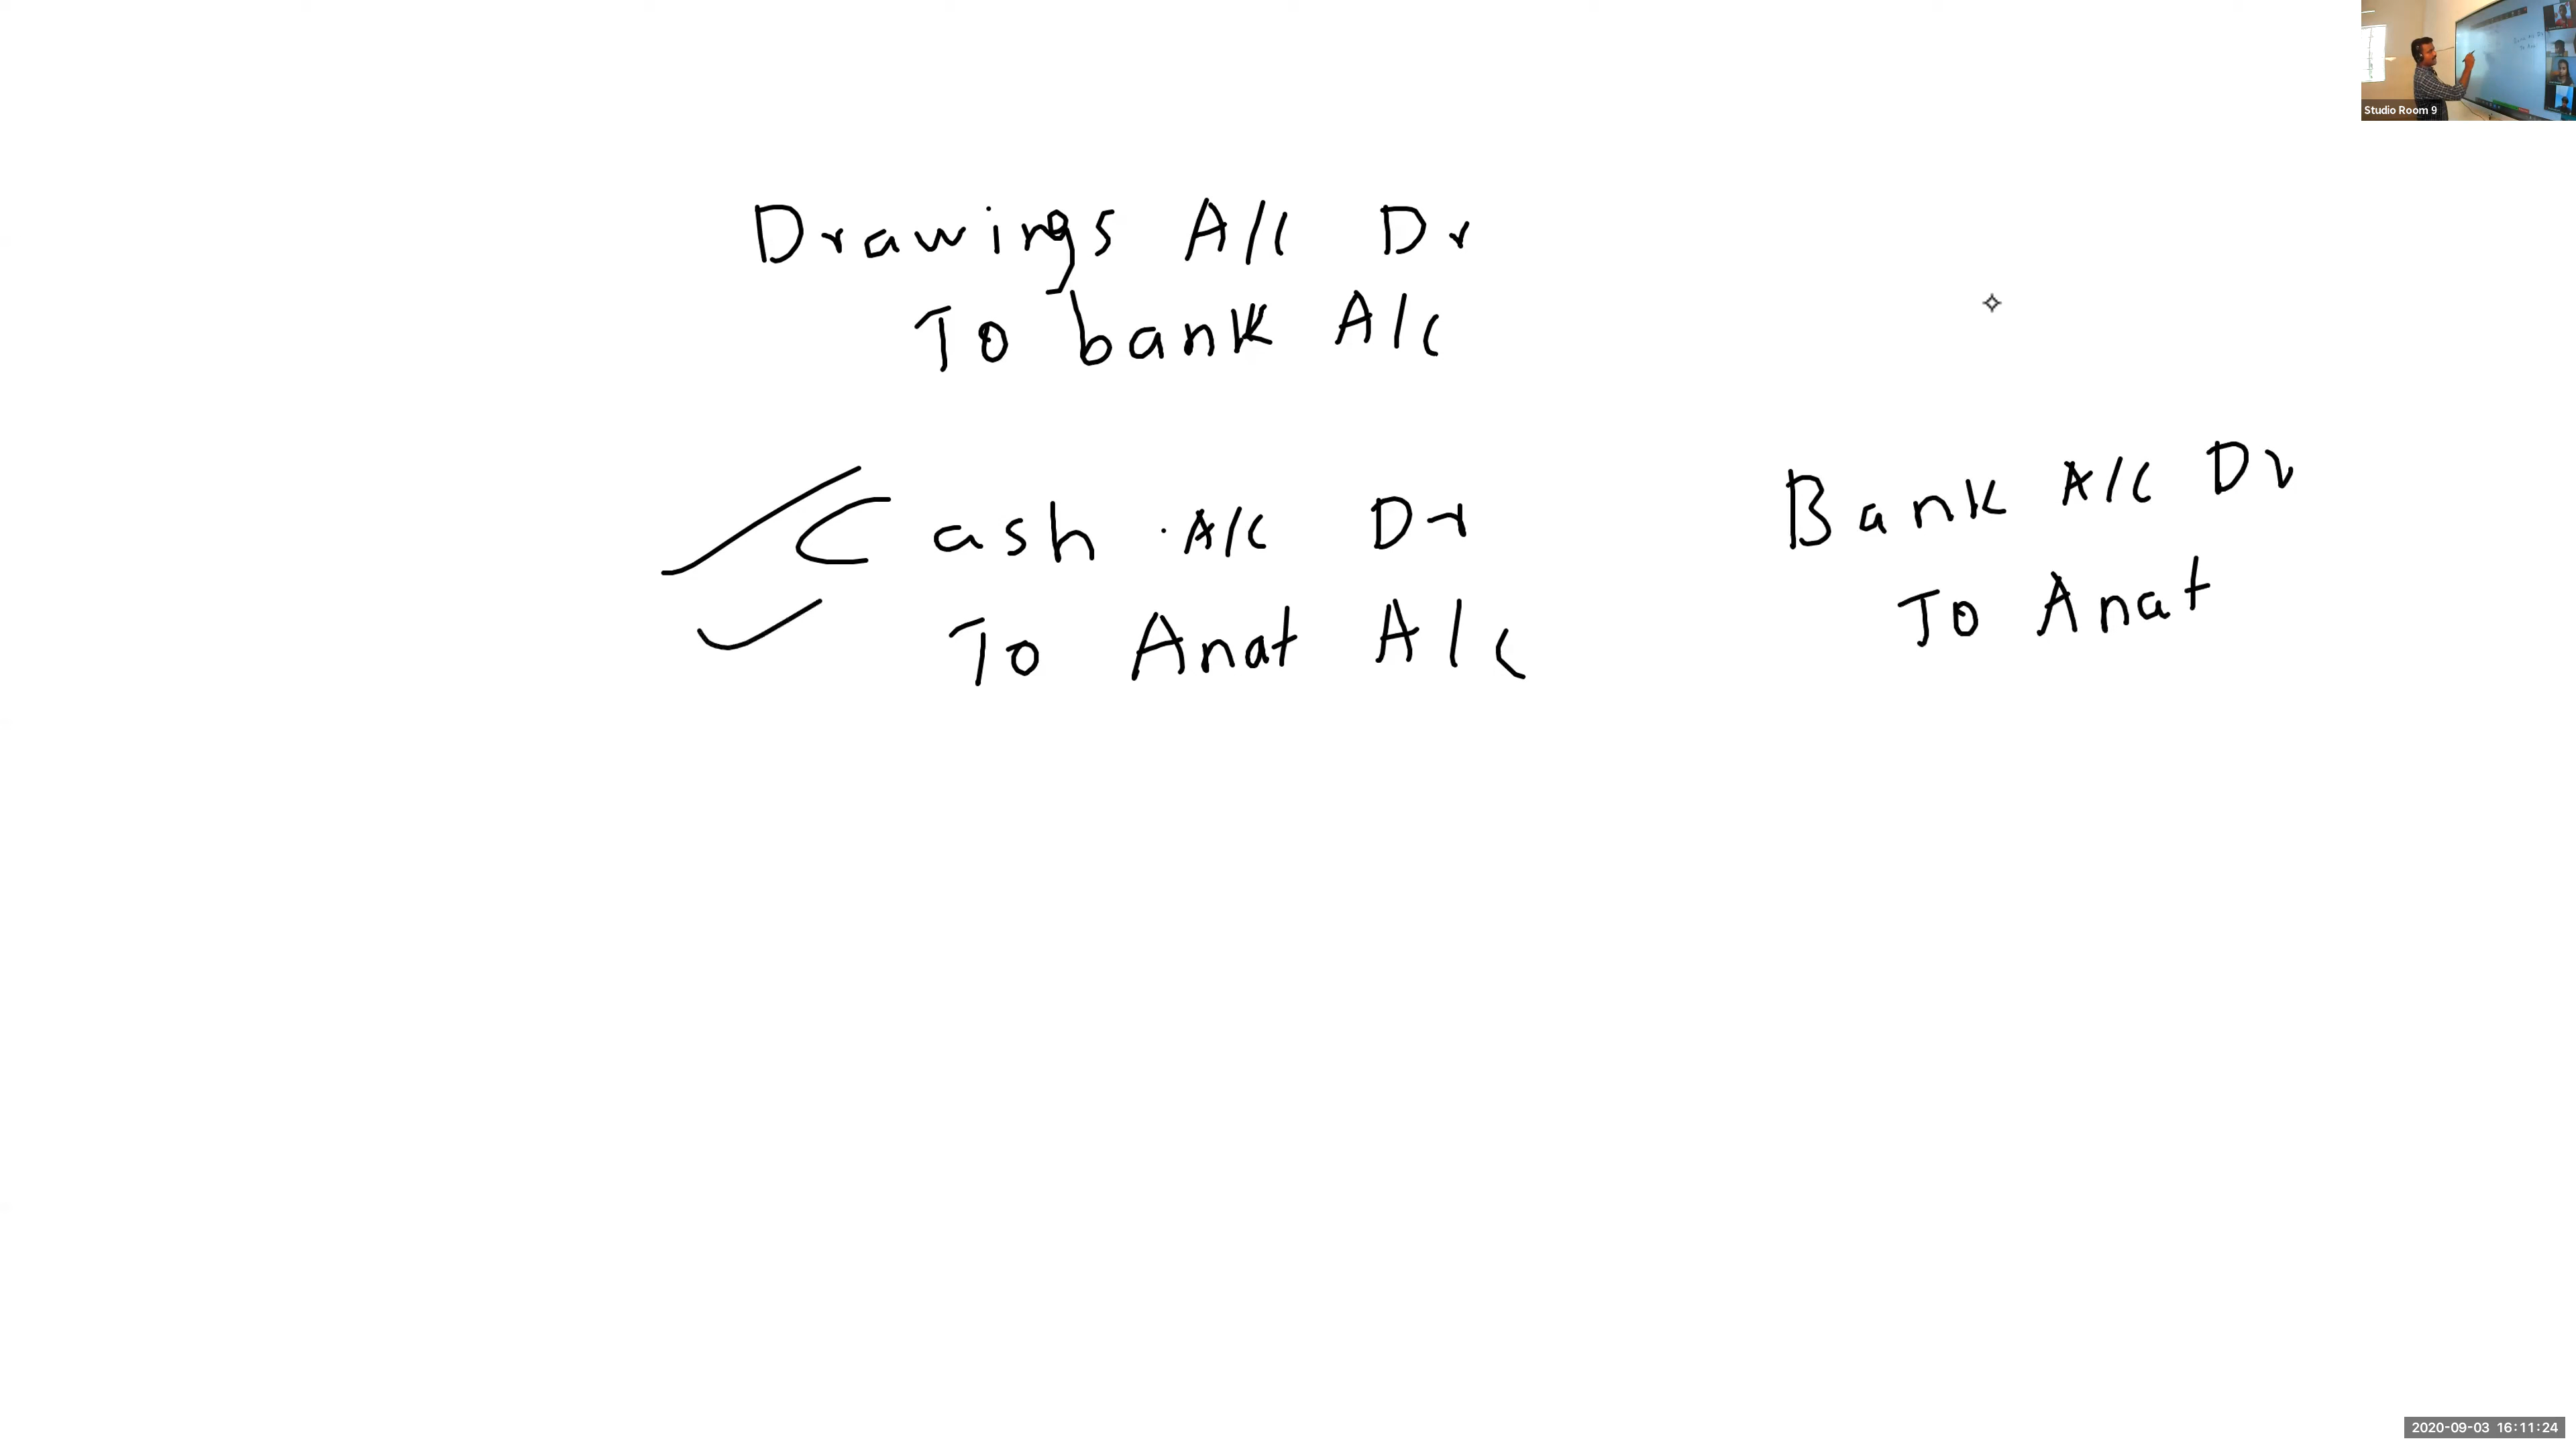 Studio Room 9
Drawings A/c Dr
To bank A/c
Cash A/c Dr
To Anat A/c
Bank A/c Dr
To Anat
2020-09-03 16:11:24